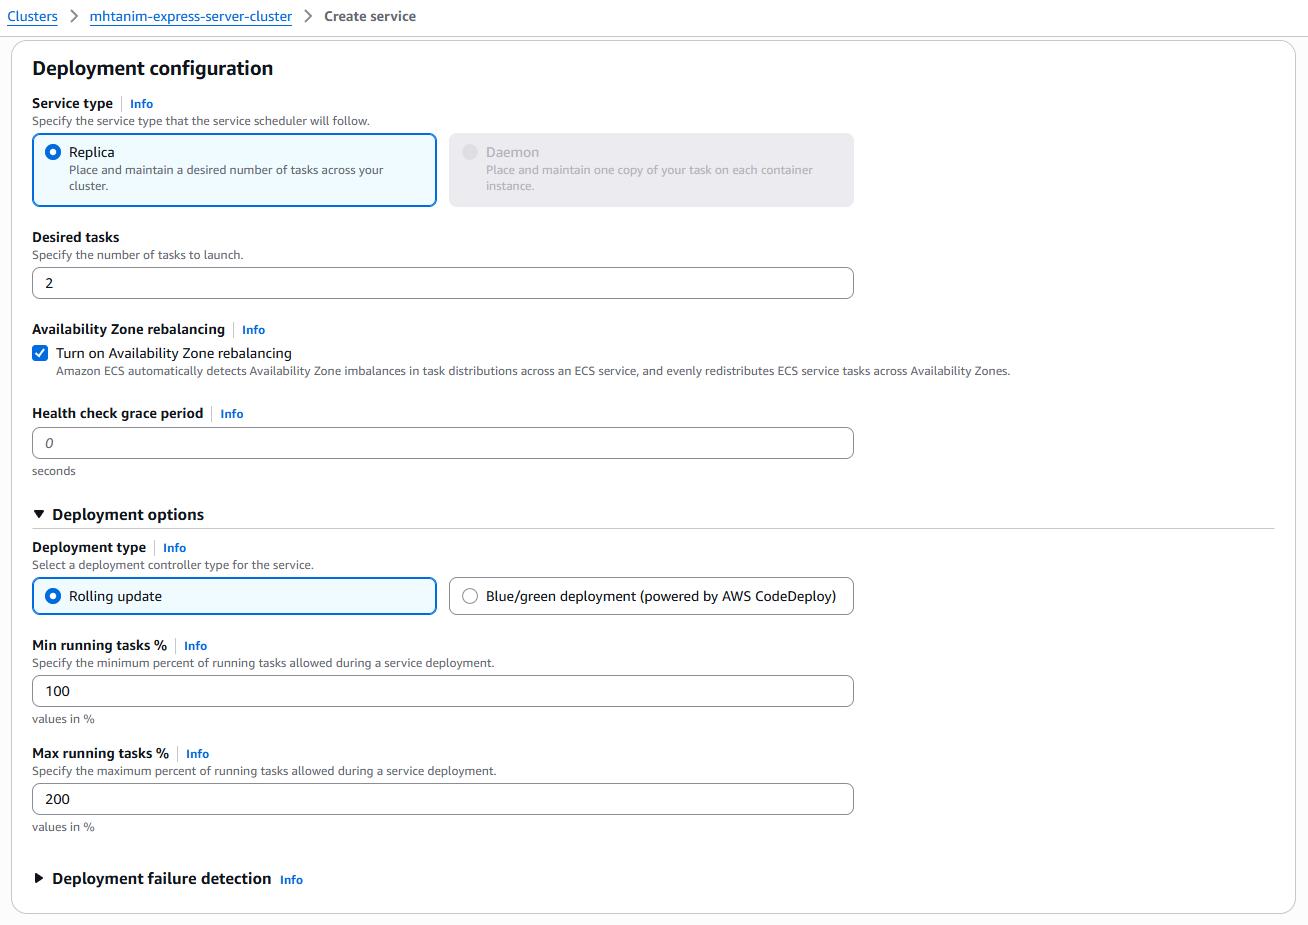 Clusters > mhtanim-express-server-cluster > Create service
Deployment configuration
Service type | Info
Specify the service type that the service scheduler will follow.
Replica
Place and maintain a desired number of tasks across your
cluster.
Daemon
Place and maintain one copy of your task on each container
instance.
Desired tasks
Specify the number of tasks to launch.
2
Availability Zone rebalancing | Info
Turn on Availability Zone rebalancing
Amazon ECS automatically detects Availability Zone imbalances in task distributions across an ECS service, and evenly redistributes ECS service tasks across Availability Zones.
Health check grace period | Info
0
seconds
Deployment options
Deployment type | Info
Select a deployment controller type for the service.
Rolling update
Blue/green deployment (powered by AWS CodeDeploy)
Min running tasks % | Info
Specify the minimum percent of running tasks allowed during a service deployment.
100
values in %
Max running tasks % | Info
Specify the maximum percent of running tasks allowed during a service deployment.
200
values in %
Deployment failure detection Info